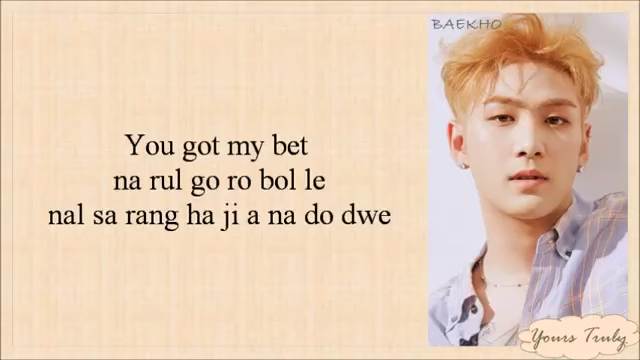 BAEKHO
You got my bet
na rul go ro bol le
nal sa rang ha ji a na do dwe
Yours Truly